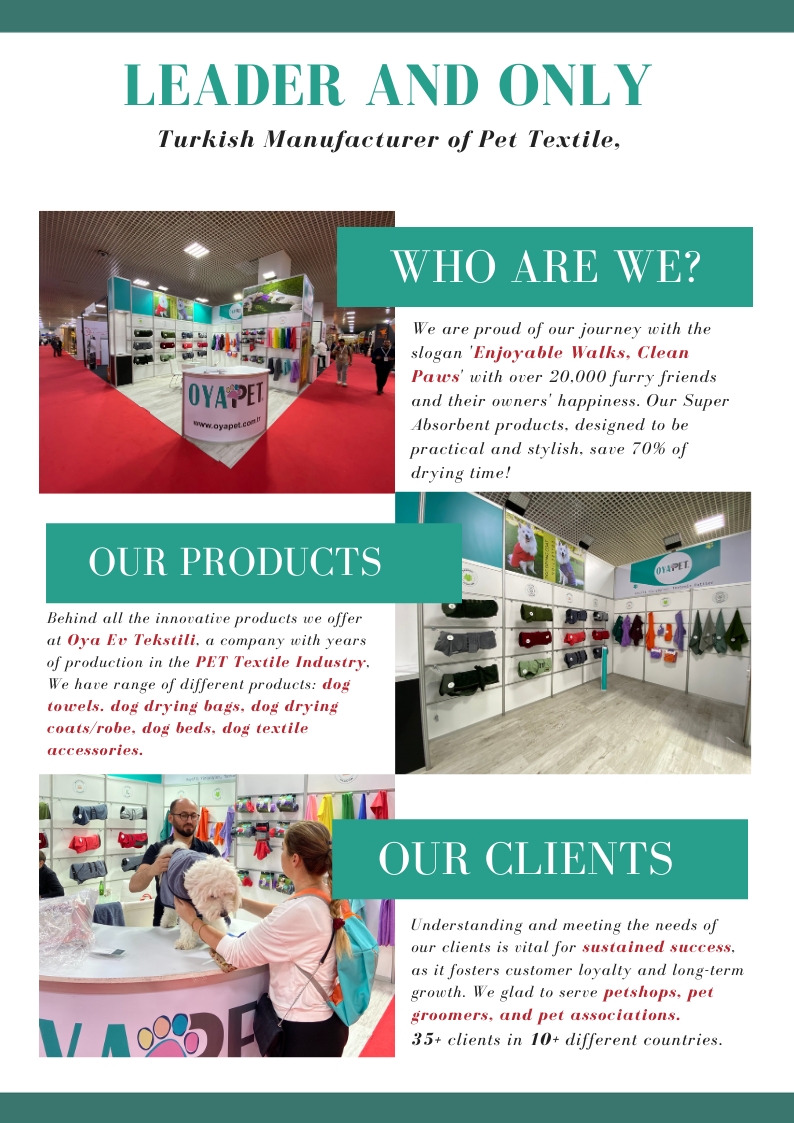 LEADER AND ONLY
Turkish Manufacturer of Pet Textile,
WHO ARE WE?
We are proud of our journey with the
slogan 'Enjoyable Walks, Clean
Paws' with over 20,000 furry friends
and their owners' happiness. Our Super
Absorbent products, designed to be
practical and stylish, save 70% of
drying time!
OYAPET
www.oyapet.com.tr
OUR PRODUCTS
Behind all the innovative products we offer
at Oya Ev Tekstili, a company with years
of production in the PET Textile Industry.
We have range of different products: dog
towels. dog drying bags, dog drying
coats/robe, dog beds, dog textile
accessories.
OYAPET
OUR CLIENTS
Understanding and meeting the needs of
our clients is vital for sustained success,
as it fosters customer loyalty and long-term
growth. We glad to serve petshops, pet
groomers, and pet associations.
35+ clients in 10+ different countries.